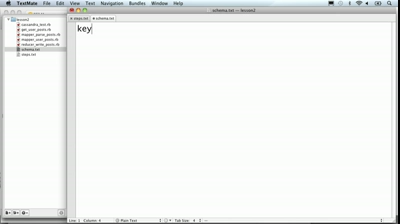 TextMate File Edit View Text Navigation Bundles Window Help
schema.txt — lesson2
lesson2
cassandra_test.rb
get_user_posts.rb
mapper_parse_posts.rb
mapper_user_posts.rb
reducer_write_posts.rb
schema.txt
steps.txt
steps.txt schema.txt
key
Line: 1 Column: 4 Plain Text Tab Size: 4